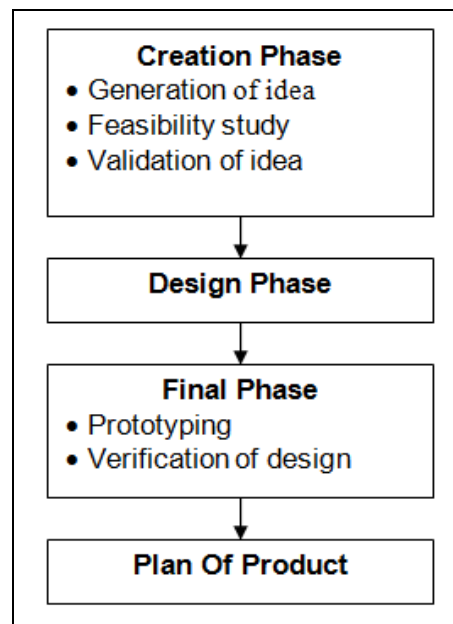 Creation Phase
• Generation of idea
• Feasibility study
• Validation of idea
Design Phase
Final Phase
• Prototyping
• Verification of design
Plan Of Product